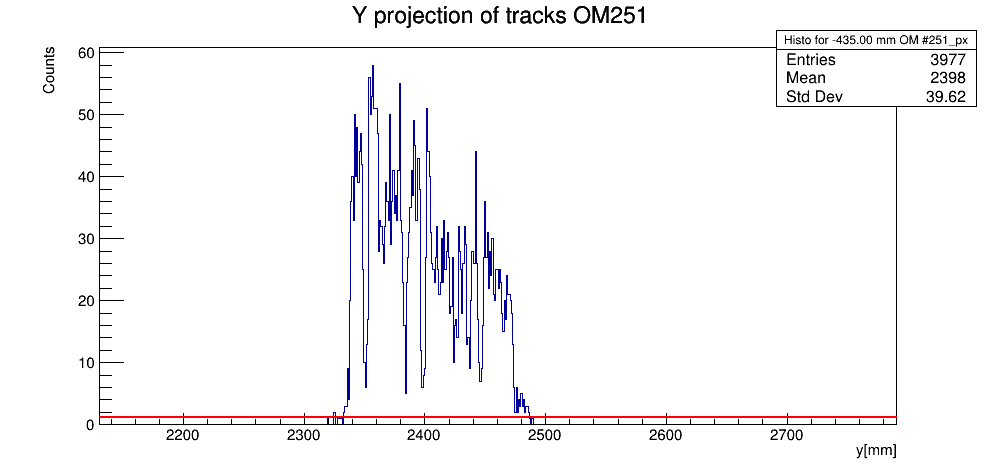 Y projection of tracks OM251
Histo for -435.00 mm OM #251_px
Entries 3977
Mean 2398
Std Dev 39.62
Counts
60
50
40
30
20
10
0
2200 2300 2400 2500 2600 2700
y[mm]